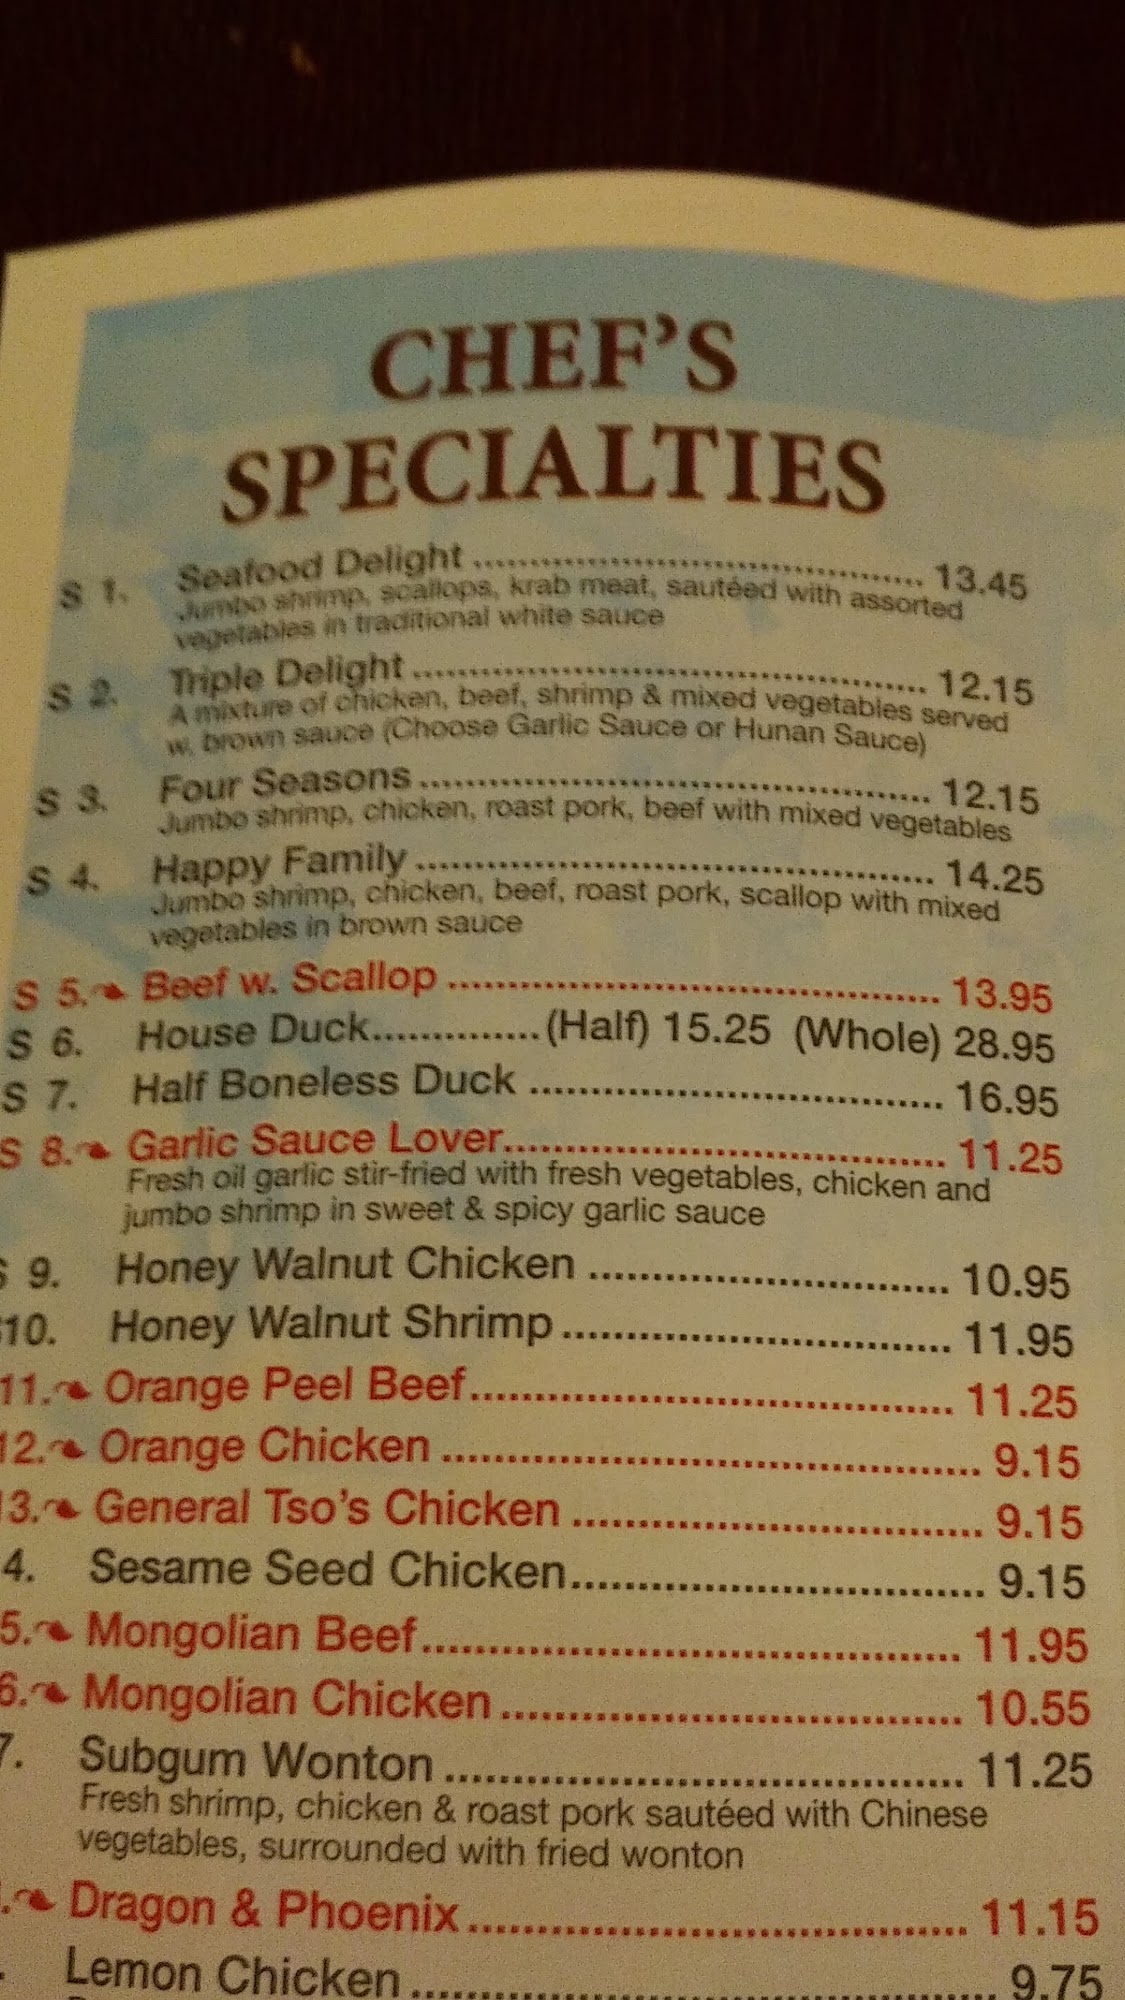 CHEF'S
SPECIALTIES
S 1. Seafood Delight ................................................ 13.45
Jumbo shrimp, scallops, krab meat, sautéed with assorted
vegetables in traditional white sauce
S 2. Triple Delight ...................................................... 12.15
A mixture of chicken, beef, shrimp & mixed vegetables served
w. brown sauce (Choose Garlic Sauce or Hunan Sauce)
S 3. Four Seasons ..................................................... 12.15
Jumbo shrimp, chicken, roast pork, beef with mixed vegetables
S 4. Happy Family ..................................................... 14.25
Jumbo shrimp, chicken, beef, roast pork, scallop with mixed
vegetables in brown sauce
S 5. Beef w. Scallop .................................................. 13.95
S 6. House Duck..............(Half) 15.25 (Whole) 28.95
S 7. Half Boneless Duck ................................. 16.95
S 8. Garlic Sauce Lover..................................... 11.25
Fresh oil garlic stir-fried with fresh vegetables, chicken and
jumbo shrimp in sweet & spicy garlic sauce
S 9. Honey Walnut Chicken ............................ 10.95
10. Honey Walnut Shrimp .............................. 11.95
11. Orange Peel Beef...................................... 11.25
12. Orange Chicken ........................................ 9.15
13. General Tso's Chicken .............................. 9.15
4. Sesame Seed Chicken............................... 9.15
5. Mongolian Beef......................................... 11.95
6. Mongolian Chicken ................................... 10.55
7. Subgum Wonton ...................................... 11.25
Fresh shrimp, chicken & roast pork sautéed with Chinese
vegetables, surrounded with fried wonton
. Dragon & Phoenix..................................... 11.15
. Lemon Chicken ........................................... 9.75